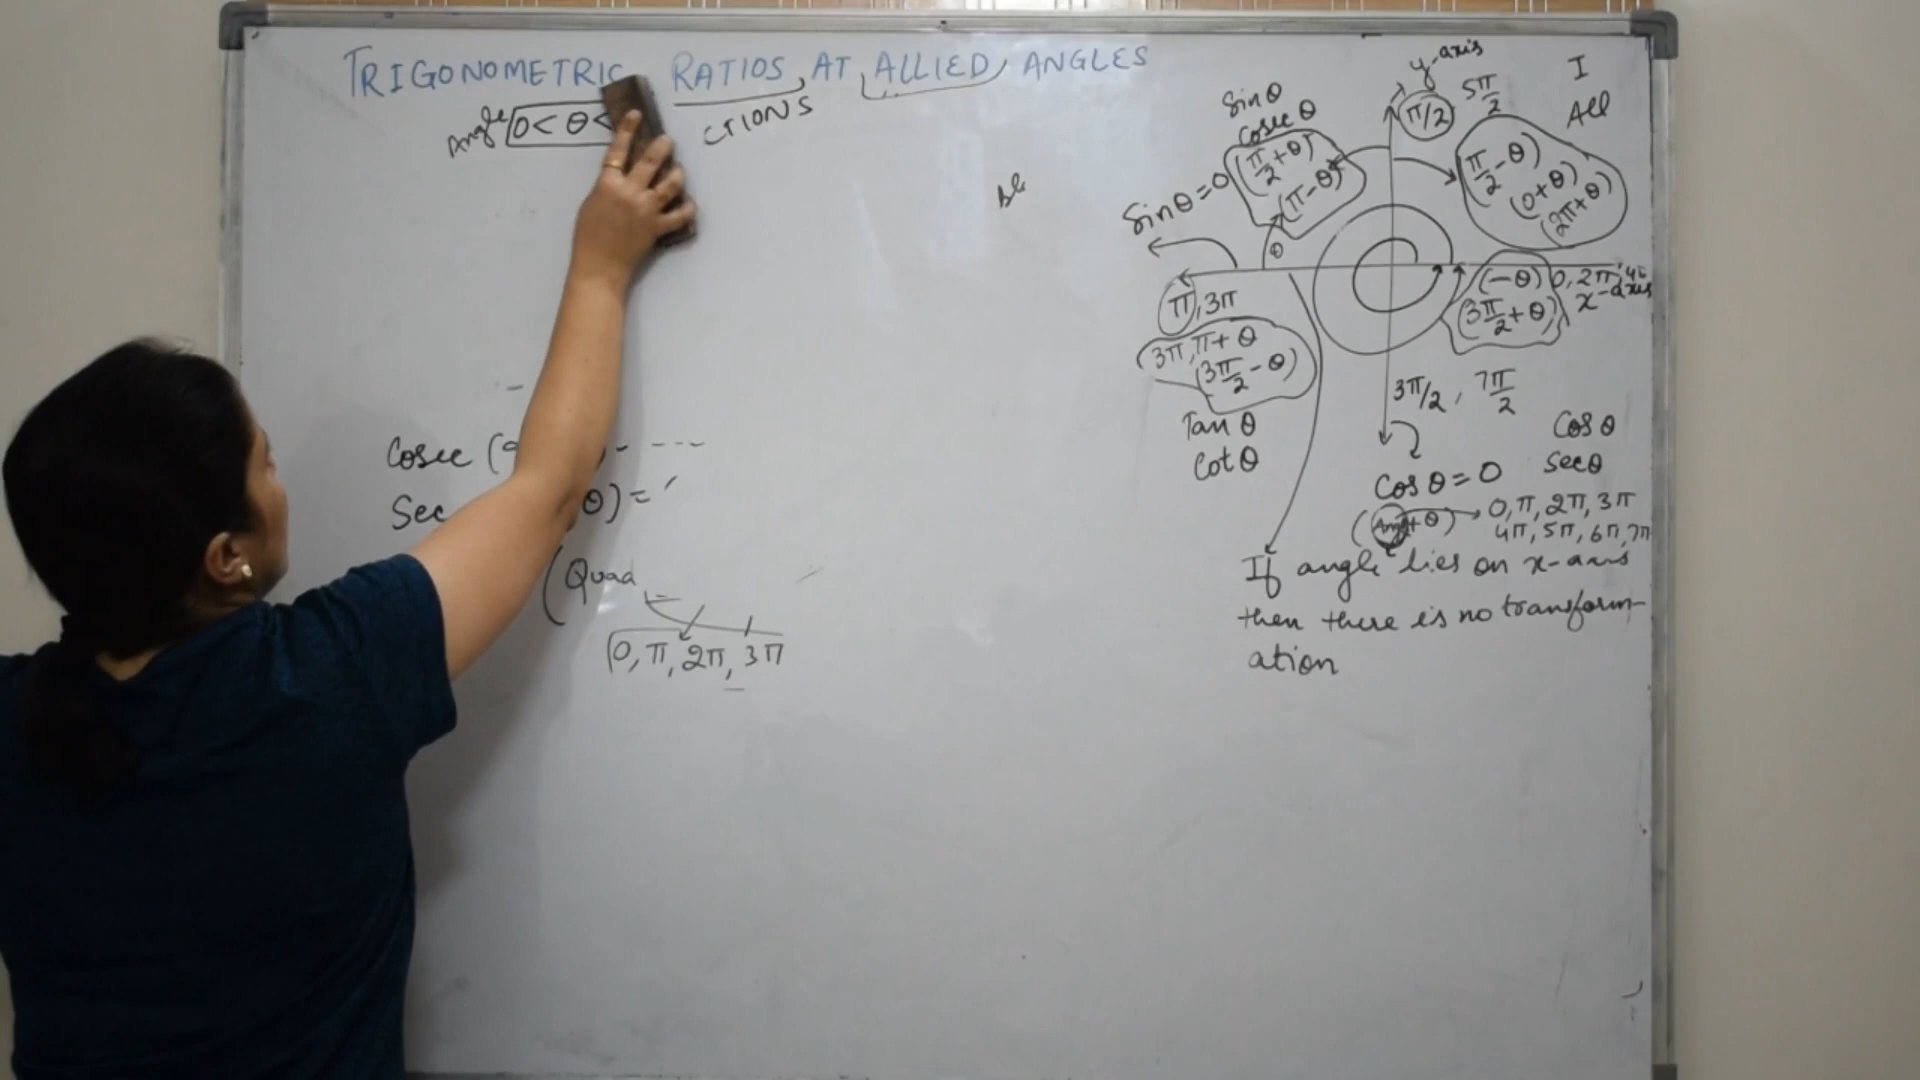 TRIGONOMETRIC RATIOS AT ALLIED ANGLES
Angle 0 < θ <
CTIONS
Cosec (
Sec θ) =
(Quad
0, π, 2π, 3π
y-axis
π/2 5π/2
I
All
Sinθ
Cosec θ
(π/2 + θ)
(π - θ)
(π/2 - θ)
(0 + θ)
(2π + θ)
Sinθ = 0
θ
π, 3π
(-θ) 0, 2π,
x-axis
(3π/2 + θ)
3π, π + θ
(3π/2 - θ)
Tan θ
Cot θ
3π/2, 7π/2
Cos θ
Sec θ
Cos θ = 0
0, π, 2π, 3π
4π, 5π, 6π, 7π
If angle lies on x-axis
then there is no transform-
ation